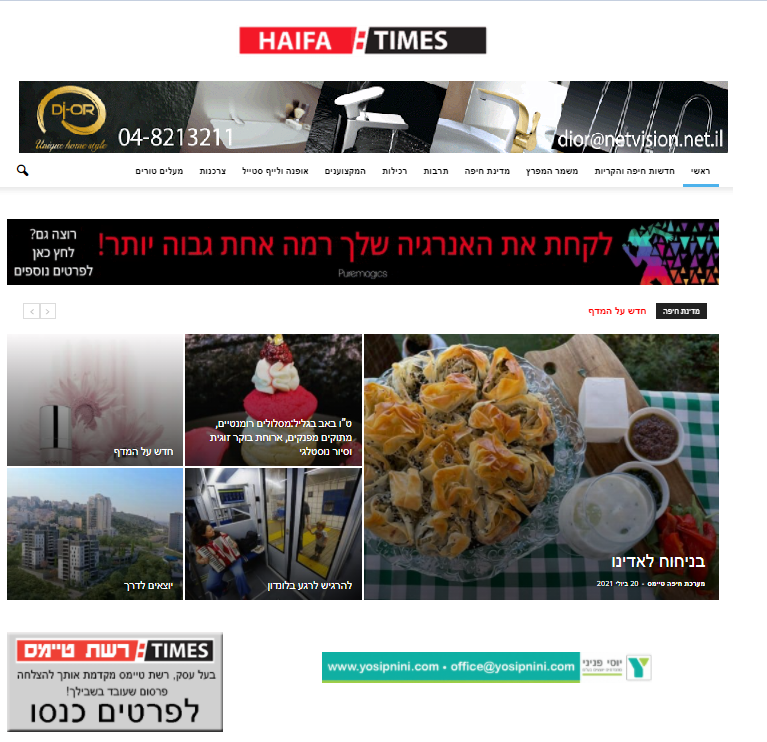 HAIFA TIMES
Di-OR
Unique home style
04-8213211
dior@netvision.net.il
ראשי
חדשות חיפה והקריות
משמר המפרץ
מדינת חיפה
תרבות
רכילות
המקצוענים
אופנה ולייף סטייל
צרכנות
מעלים טורים
לקחת את האנרגיה שלך רמה אחת גבוה יותר!
Puremagics
רוצה גם?
לחץ כאן
לפרטים נוספים
מדינת חיפה
חדש על המדף
בניחוח לאדינו
מערכת חיפה טיימס - 20 ביולי 2021
ט"ו באב בגליל:מסלולים רומנטיים,
מתוקים מפנקים, ארוחת בוקר זוגית
וסיור נוסטלגי
חדש על המדף
להרגיש לרגע בלונדון
יוצאים לדרך
יוסי פניני
www.yosipnini.com • office@yosipnini.com
רשת טיימס TIMES
בעל עסק, רשת טיימס מקדמת אותך להצלחה
פרסום שעובד בשבילך!
לפרטים כנסו